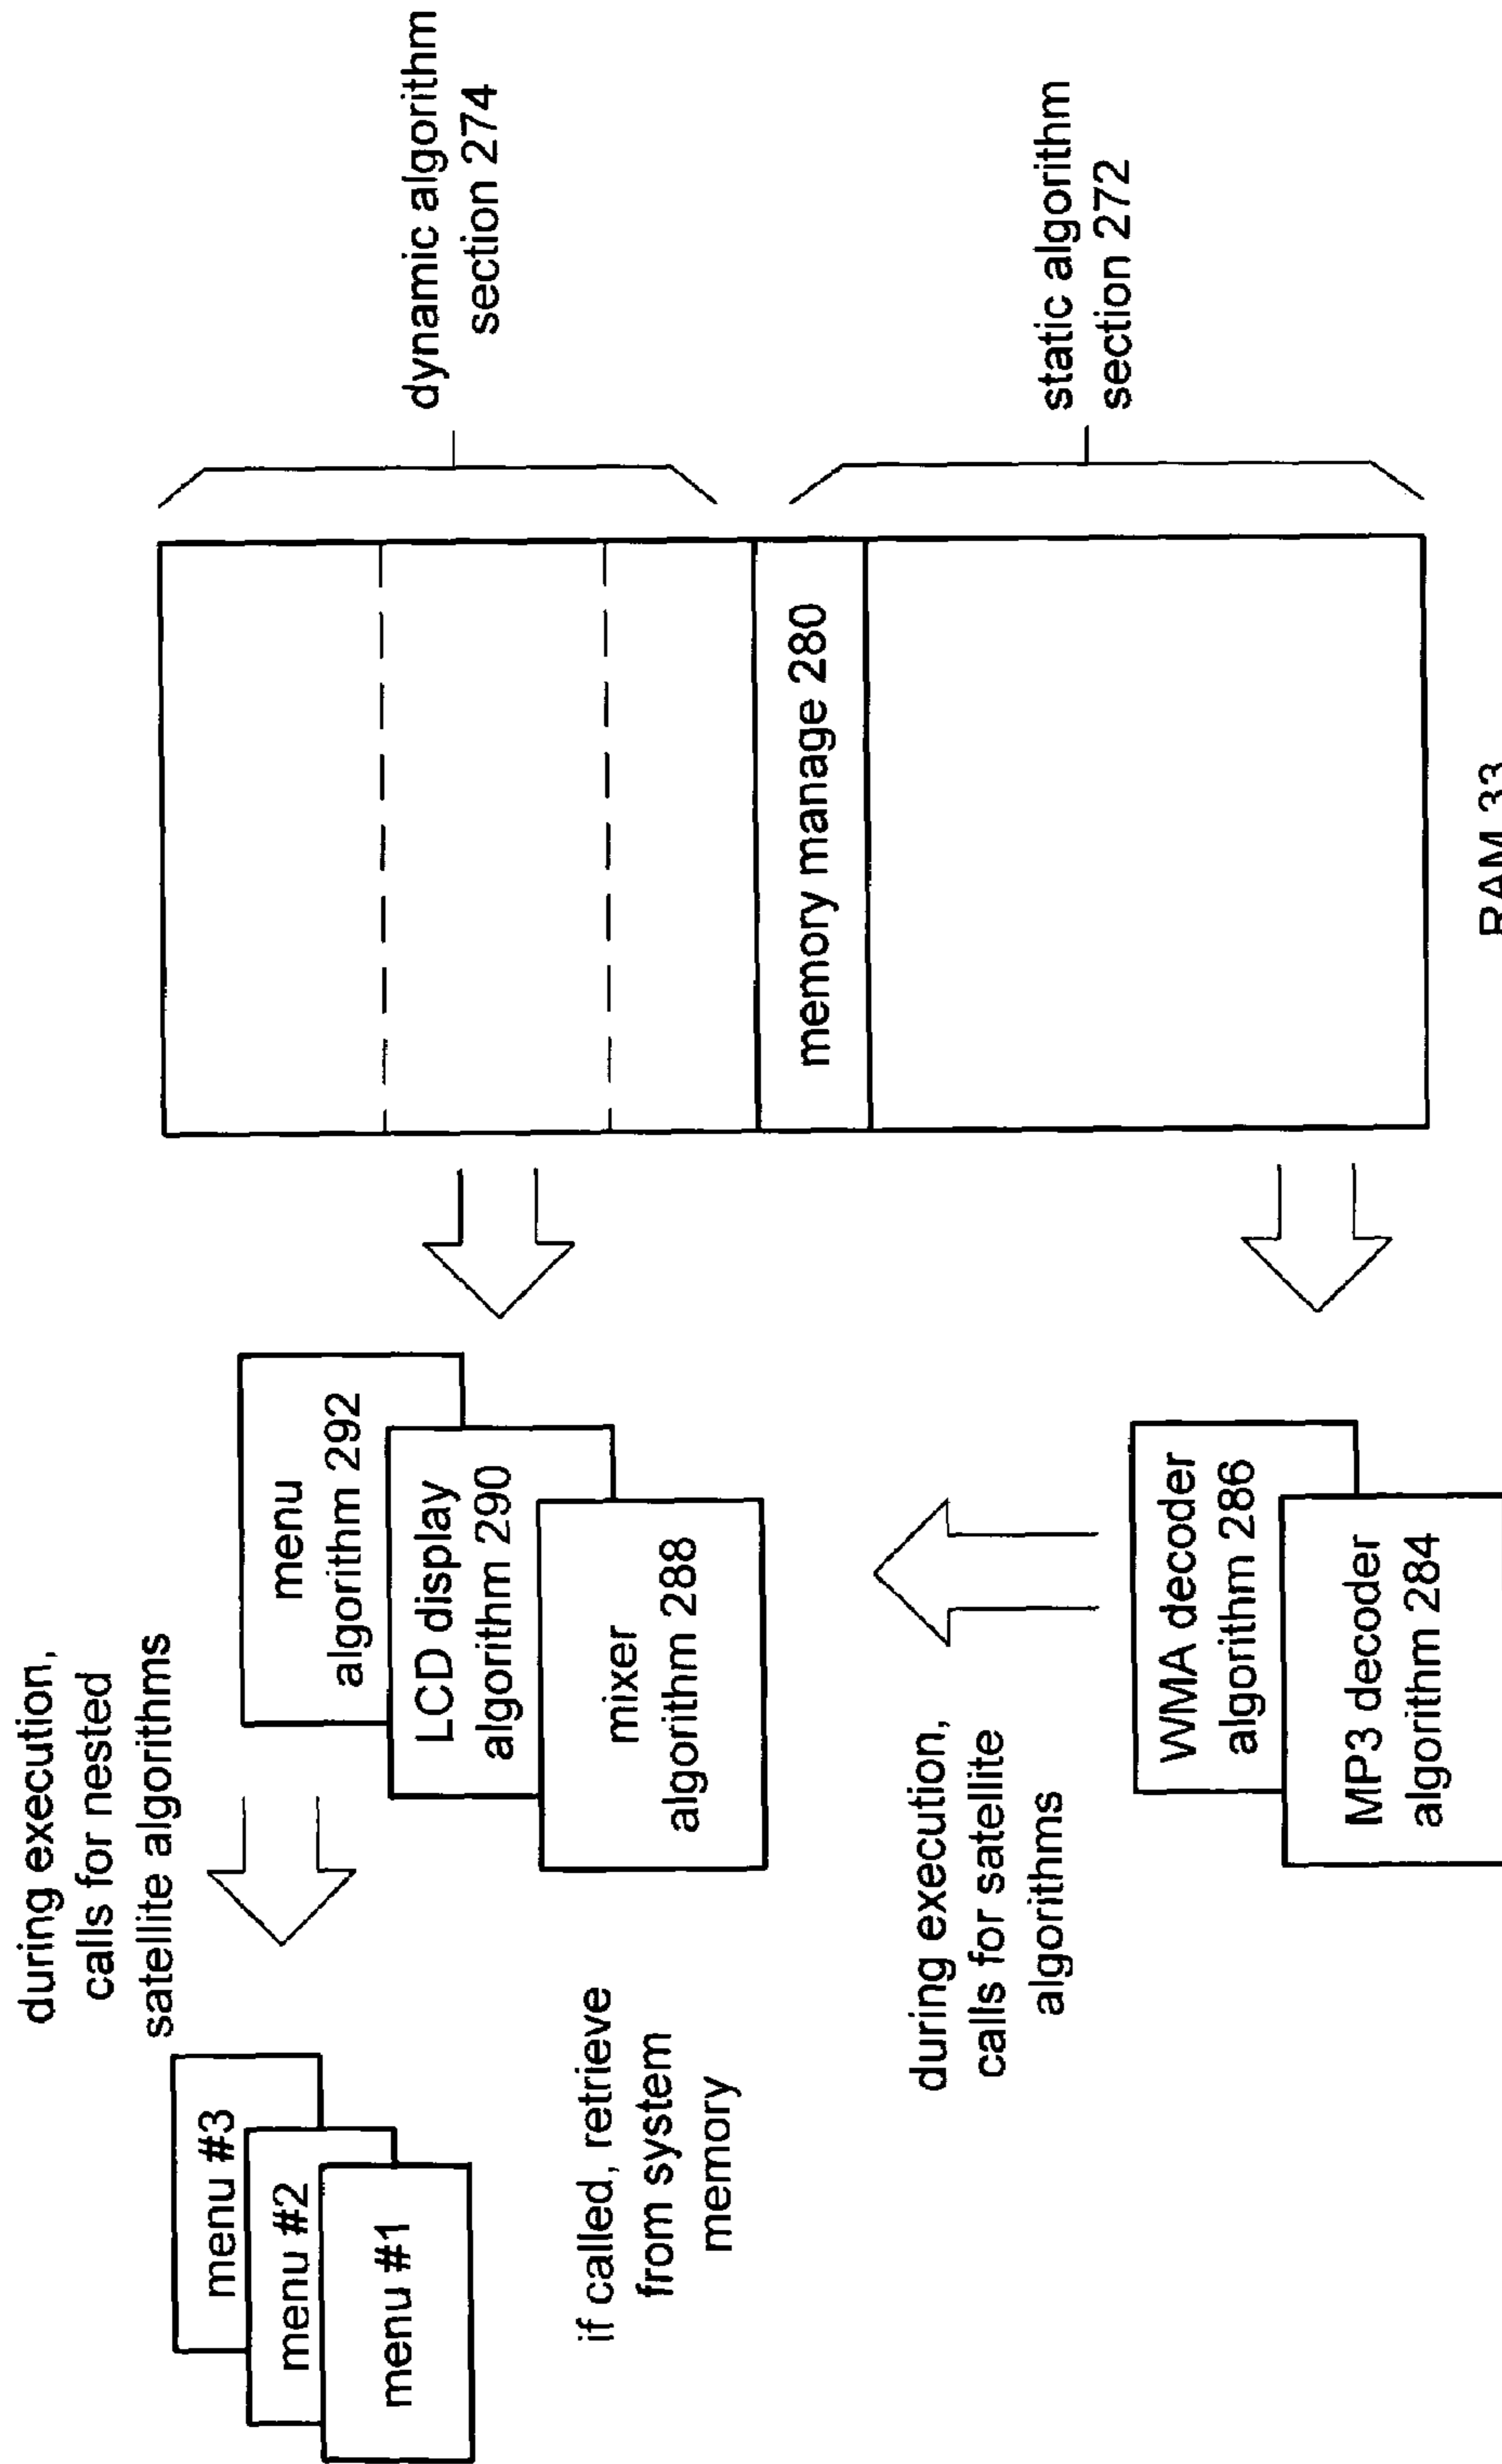 during execution,
calls for nested
satellite algorithms
menu #3
menu #2
menu #1
if called, retrieve
from system
memory
menu
algorithm 292
LCD display
algorithm 290
mixer
algorithm 288
dynamic algorithm
section 274
memory manage 280
static algorithm
section 272
during execution,
calls for satellite
algorithms
WMA decoder
algorithm 286
MP3 decoder
algorithm 284
RAM 33